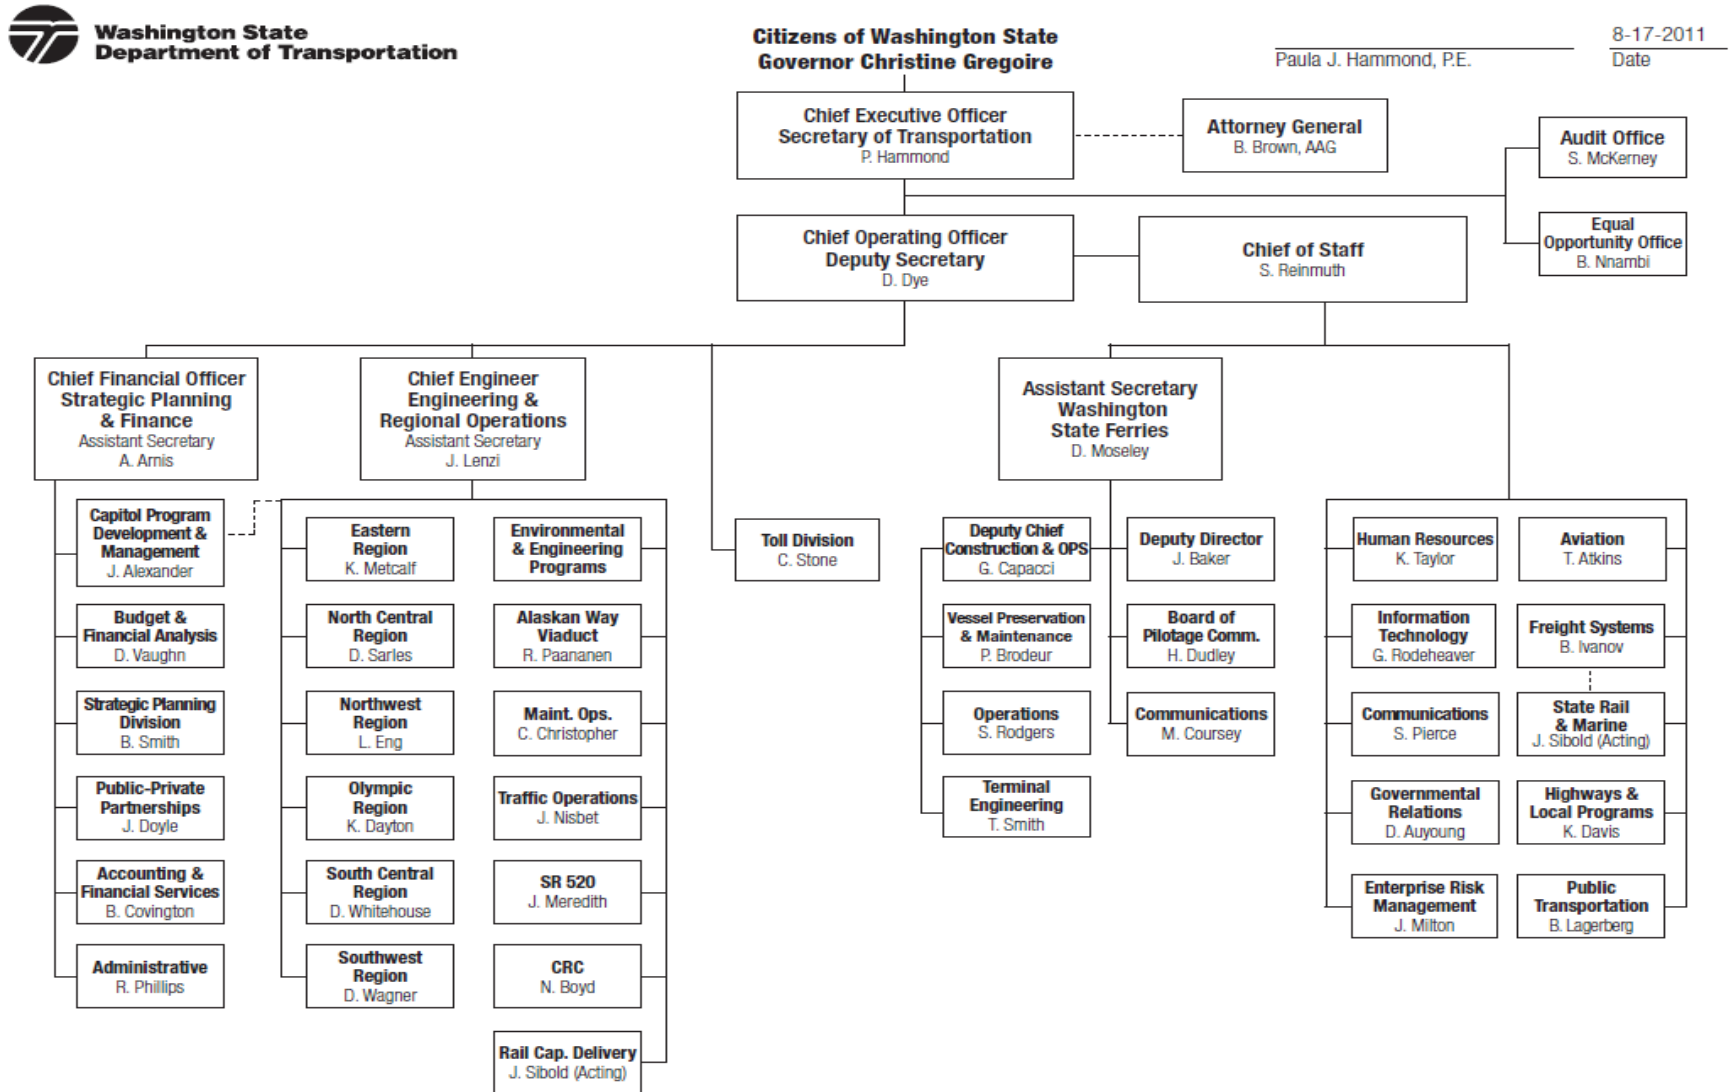 Washington State
Department of Transportation
Citizens of Washington State
Governor Christine Gregoire
Paula J. Hammond, P.E.
8-17-2011
Date
Chief Executive Officer
Secretary of Transportation
P. Hammond
Attorney General
B. Brown, AAG
Audit Office
S. McKerney
Equal
Opportunity Office
B. Nnambi
Chief Operating Officer
Deputy Secretary
D. Dye
Chief of Staff
S. Reinmuth
Chief Financial Officer
Strategic Planning
& Finance
Assistant Secretary
A. Arnis
Chief Engineer
Engineering &
Regional Operations
Assistant Secretary
J. Lenzi
Assistant Secretary
Washington
State Ferries
D. Moseley
Capitol Program
Development &
Management
J. Alexander
Budget &
Financial Analysis
D. Vaughn
Strategic Planning
Division
B. Smith
Public-Private
Partnerships
J. Doyle
Accounting &
Financial Services
B. Covington
Administrative
R. Phillips
Eastern
Region
K. Metcalf
North Central
Region
D. Sarles
Northwest
Region
L. Eng
Olympic
Region
K. Dayton
South Central
Region
D. Whitehouse
Southwest
Region
D. Wagner
Environmental
& Engineering
Programs
Alaskan Way
Viaduct
R. Paananen
Maint. Ops.
C. Christopher
Traffic Operations
J. Nisbet
SR 520
J. Meredith
CRC
N. Boyd
Rail Cap. Delivery
J. Sibold (Acting)
Toll Division
C. Stone
Deputy Chief
Construction & OPS
G. Capacci
Vessel Preservation
& Maintenance
P. Brodeur
Operations
S. Rodgers
Terminal
Engineering
T. Smith
Deputy Director
J. Baker
Board of
Pilotage Comm.
H. Dudley
Communications
M. Coursey
Human Resources
K. Taylor
Information
Technology
G. Rodeheaver
Communications
S. Pierce
Governmental
Relations
D. Auyoung
Enterprise Risk
Management
J. Milton
Aviation
T. Atkins
Freight Systems
B. Ivanov
State Rail
& Marine
J. Sibold (Acting)
Highways &
Local Programs
K. Davis
Public
Transportation
B. Lagerberg